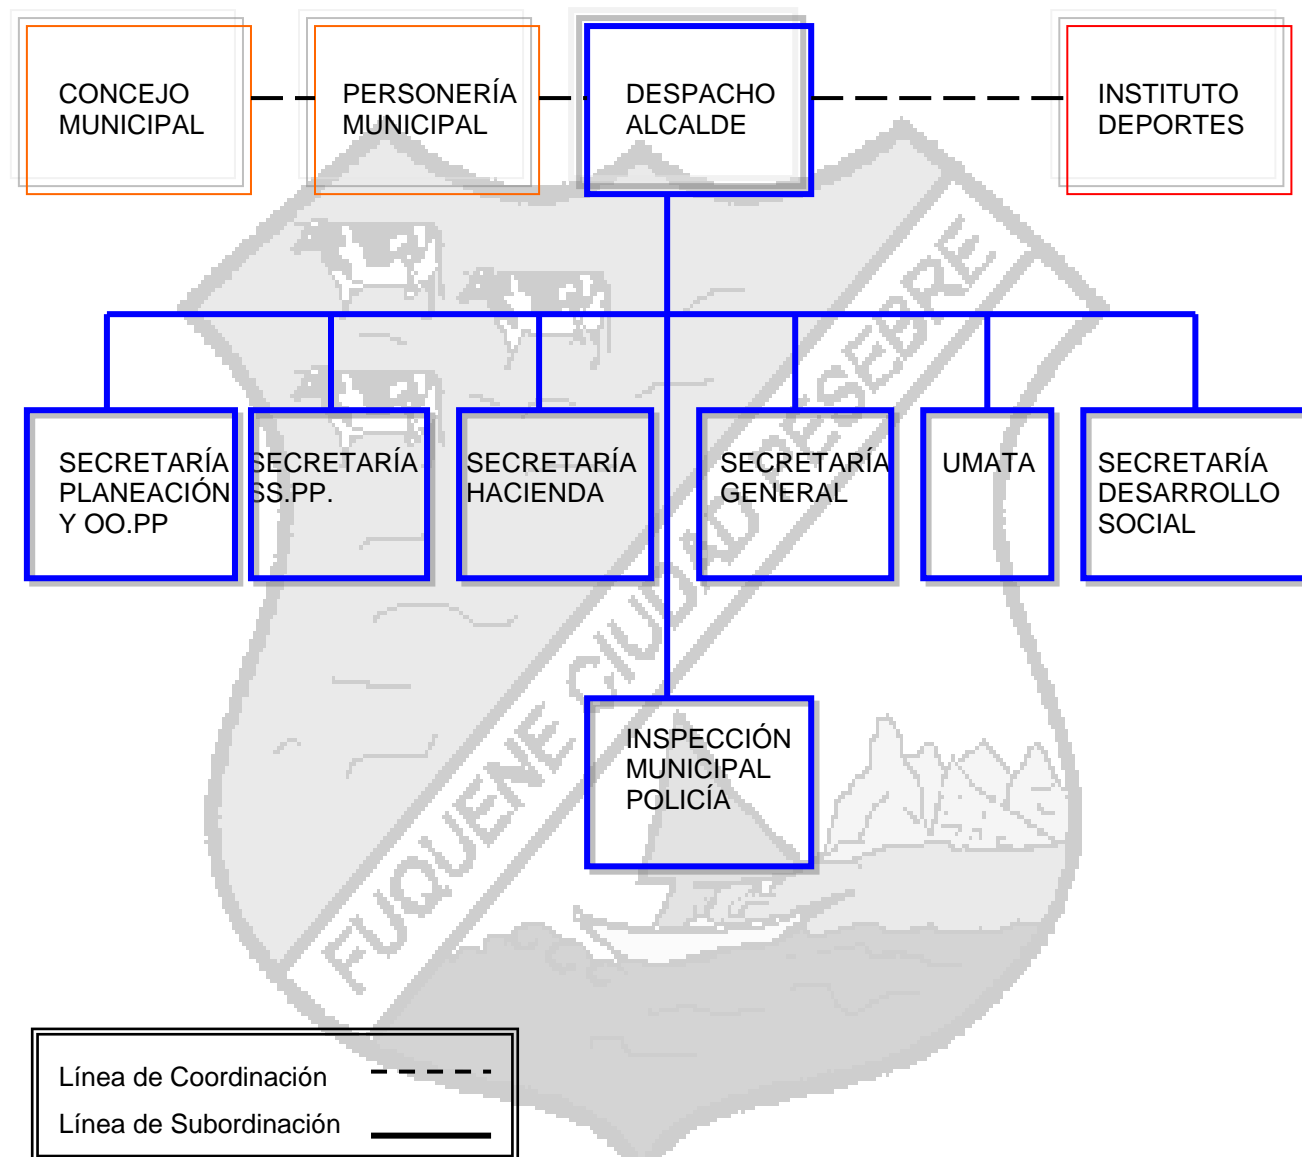 CONCEJO
MUNICIPAL
PERSONERÍA
MUNICIPAL
DESPACHO
ALCALDE
INSTITUTO
DEPORTES
SECRETARÍA
PLANEACIÓN
Y OO.PP
SECRETARÍA
SS.PP.
SECRETARÍA
HACIENDA
SECRETARÍA
GENERAL
UMATA
SECRETARÍA
DESARROLLO
SOCIAL
INSPECCIÓN
MUNICIPAL
POLICÍA
FUQUENE CIUDAD PESEBRE
Línea de Coordinación
Línea de Subordinación